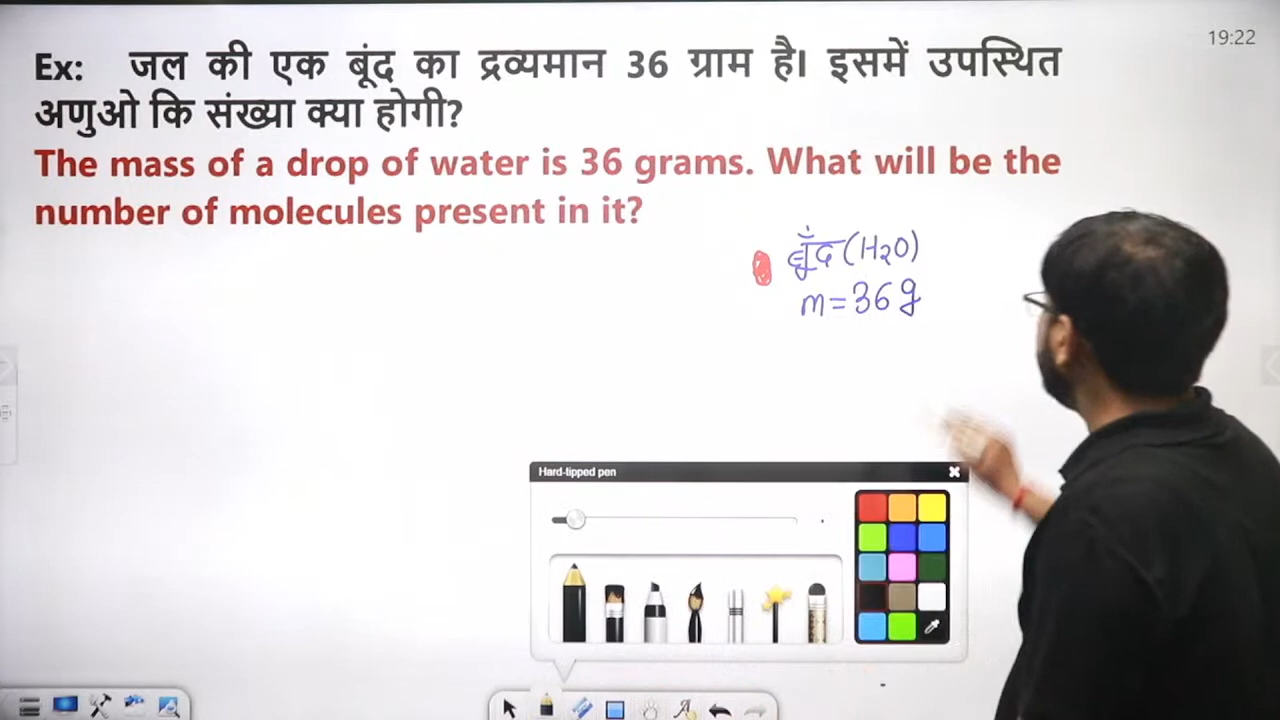 19:22
Ex: जल की एक बूंद का द्रव्यमान 36 ग्राम है। इसमें उपस्थित
अणुओ कि संख्या क्या होगी?
The mass of a drop of water is 36 grams. What will be the
number of molecules present in it?
बूँद (H2O)
m=36g
Hard-tipped pen